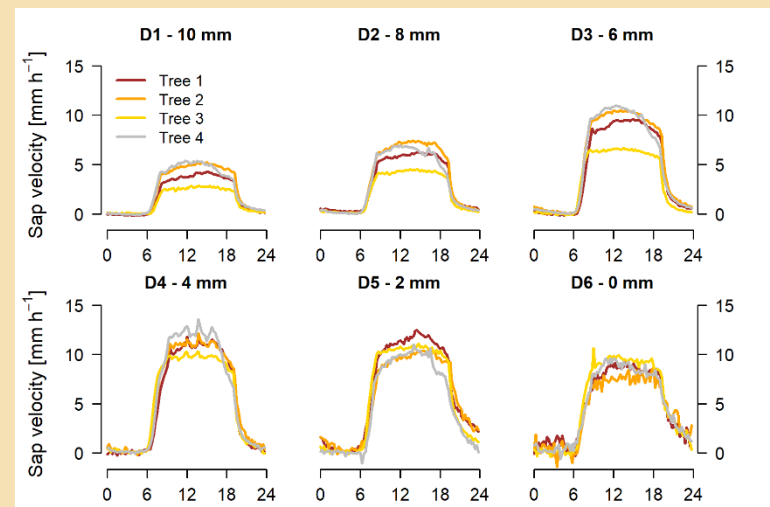 D1 - 10 mm
D2 - 8 mm
D3 - 6 mm
Sap velocity [mm h⁻¹]
15
10
5
0
Tree 1
Tree 2
Tree 3
Tree 4
15
10
5
0
0 6 12 18 24
0 6 12 18 24
0 6 12 18 24
D4 - 4 mm
D5 - 2 mm
D6 - 0 mm
Sap velocity [mm h⁻¹]
15
10
5
0
15
10
5
0
0 6 12 18 24
0 6 12 18 24
0 6 12 18 24